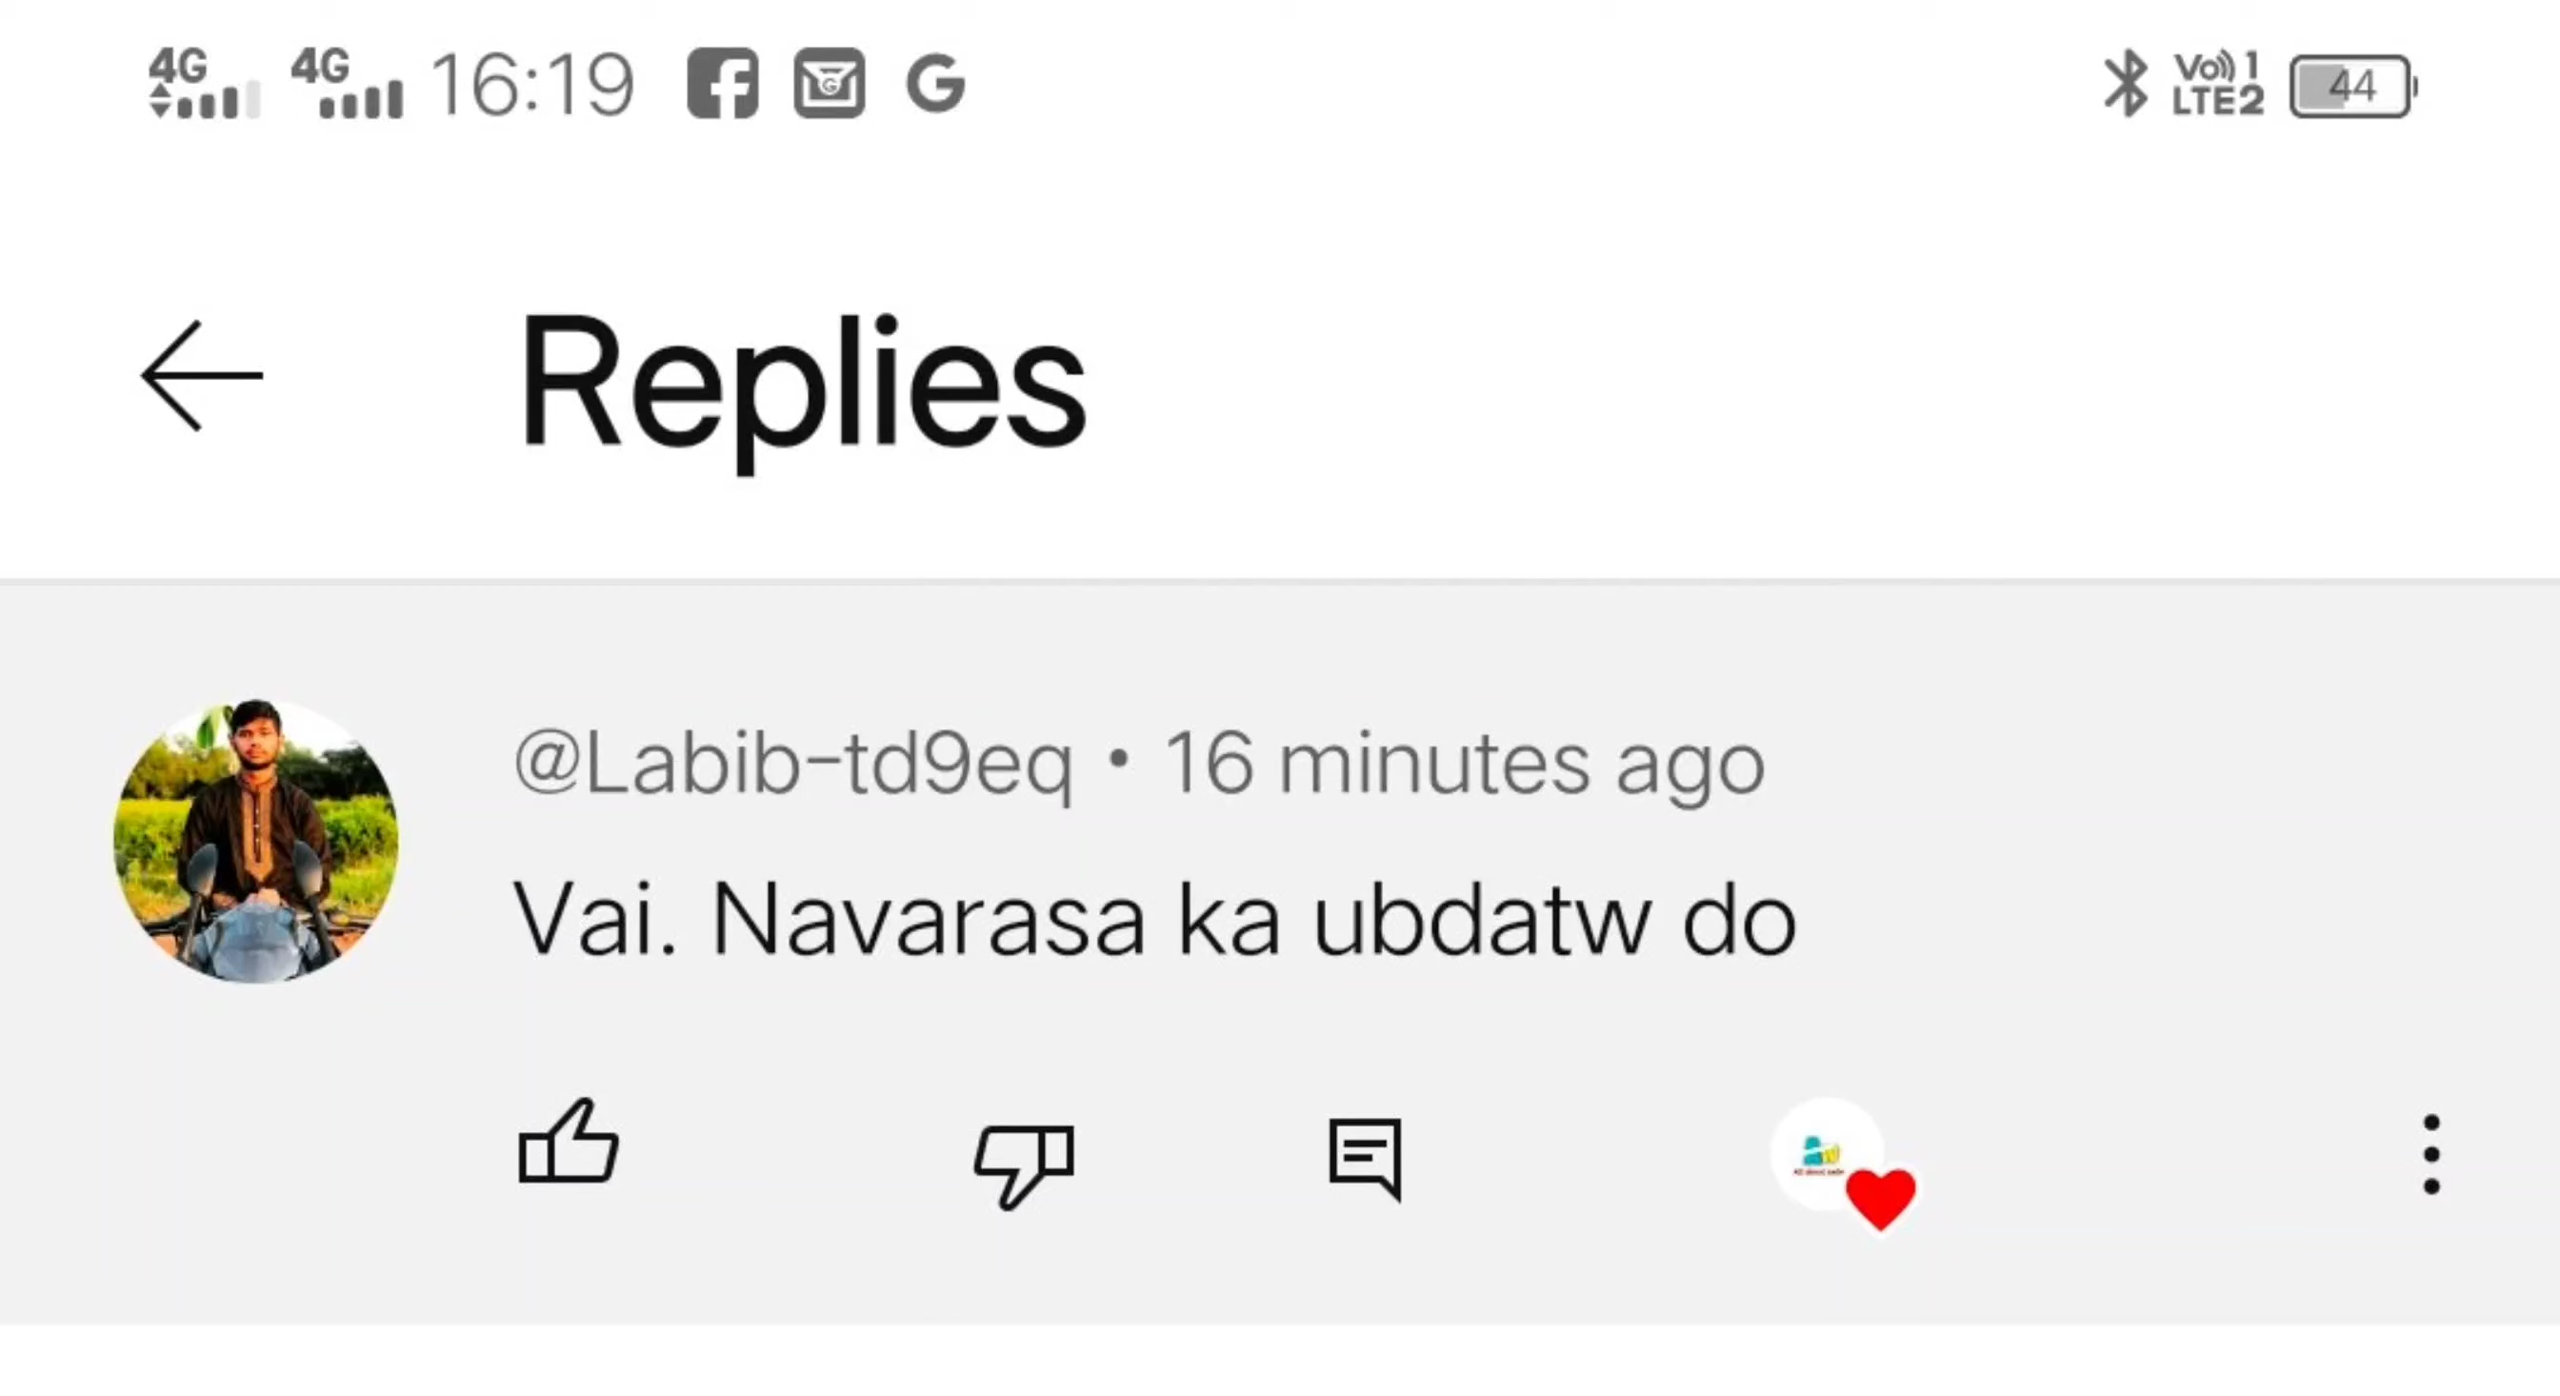 4G 4G 16:19 G Vo 1 LTE2 44
Replies
@Labib-td9eq • 16 minutes ago
Vai. Navarasa ka ubdatw do